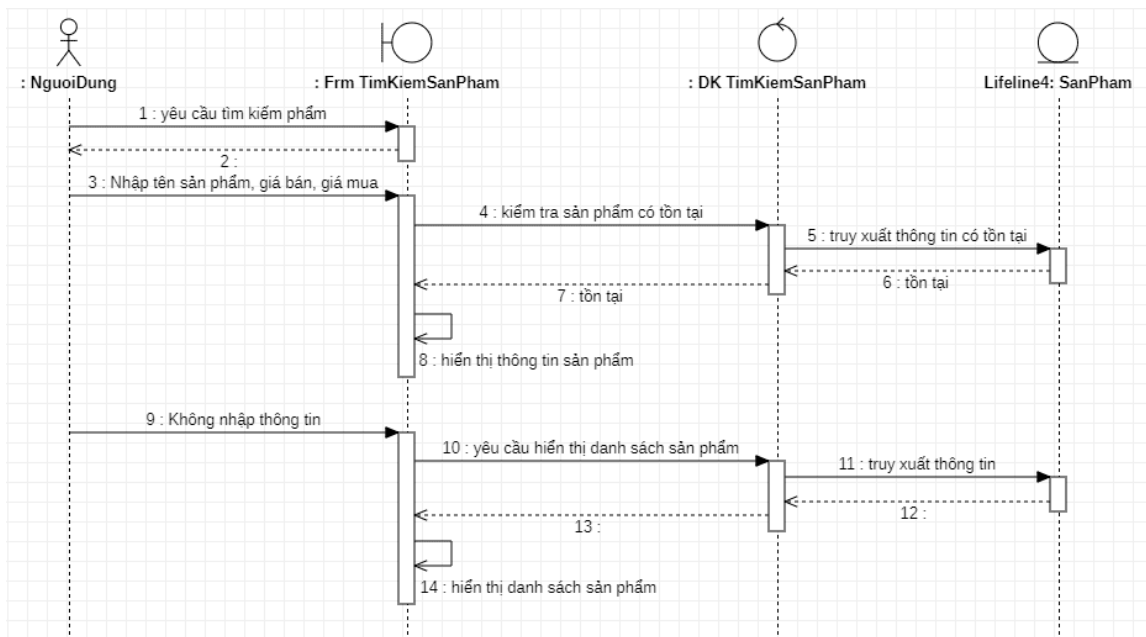 : NguoiDung
: Frm TimKiemSanPham
: DK TimKiemSanPham
Lifeline4: SanPham
1 : yêu cầu tìm kiếm phẩm
2 :
3 : Nhập tên sản phẩm, giá bán, giá mua
4 : kiểm tra sản phẩm có tồn tại
5 : truy xuất thông tin có tồn tại
6 : tồn tại
7 : tồn tại
8 : hiển thị thông tin sản phẩm
9 : Không nhập thông tin
10 : yêu cầu hiển thị danh sách sản phẩm
11 : truy xuất thông tin
12 :
13 :
14 : hiển thị danh sách sản phẩm